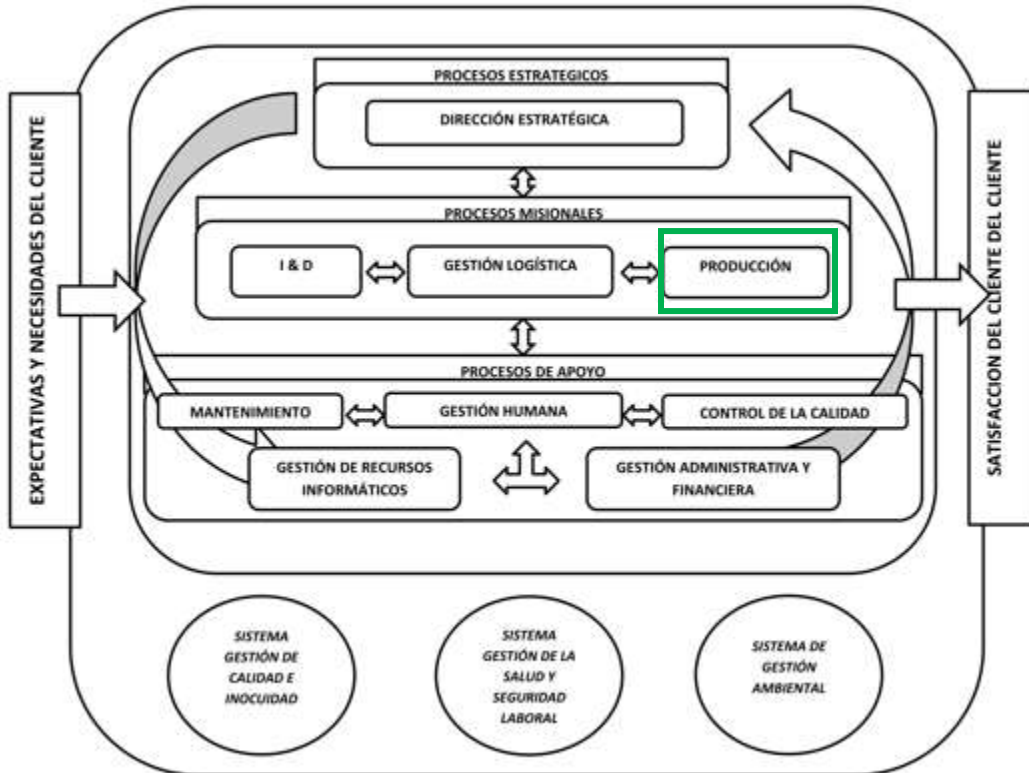 EXPECTATIVAS Y NECESIDADES DEL CLIENTE
PROCESOS ESTRATEGICOS
DIRECCIÓN ESTRATÉGICA
PROCESOS MISIONALES
I & D
GESTIÓN LOGÍSTICA
PRODUCCIÓN
PROCESOS DE APOYO
MANTENIMIENTO
GESTIÓN HUMANA
CONTROL DE LA CALIDAD
GESTIÓN DE RECURSOS
INFORMÁTICOS
GESTIÓN ADMINISTRATIVA Y
FINANCIERA
SATISFACCION DEL CLIENTE DEL CLIENTE
SISTEMA
GESTIÓN DE
CALIDAD E
INOCUIDAD
SISTEMA
GESTIÓN DE LA
SALUD Y
SEGURIDAD
LABORAL
SISTEMA DE
GESTIÓN
AMBIENTAL